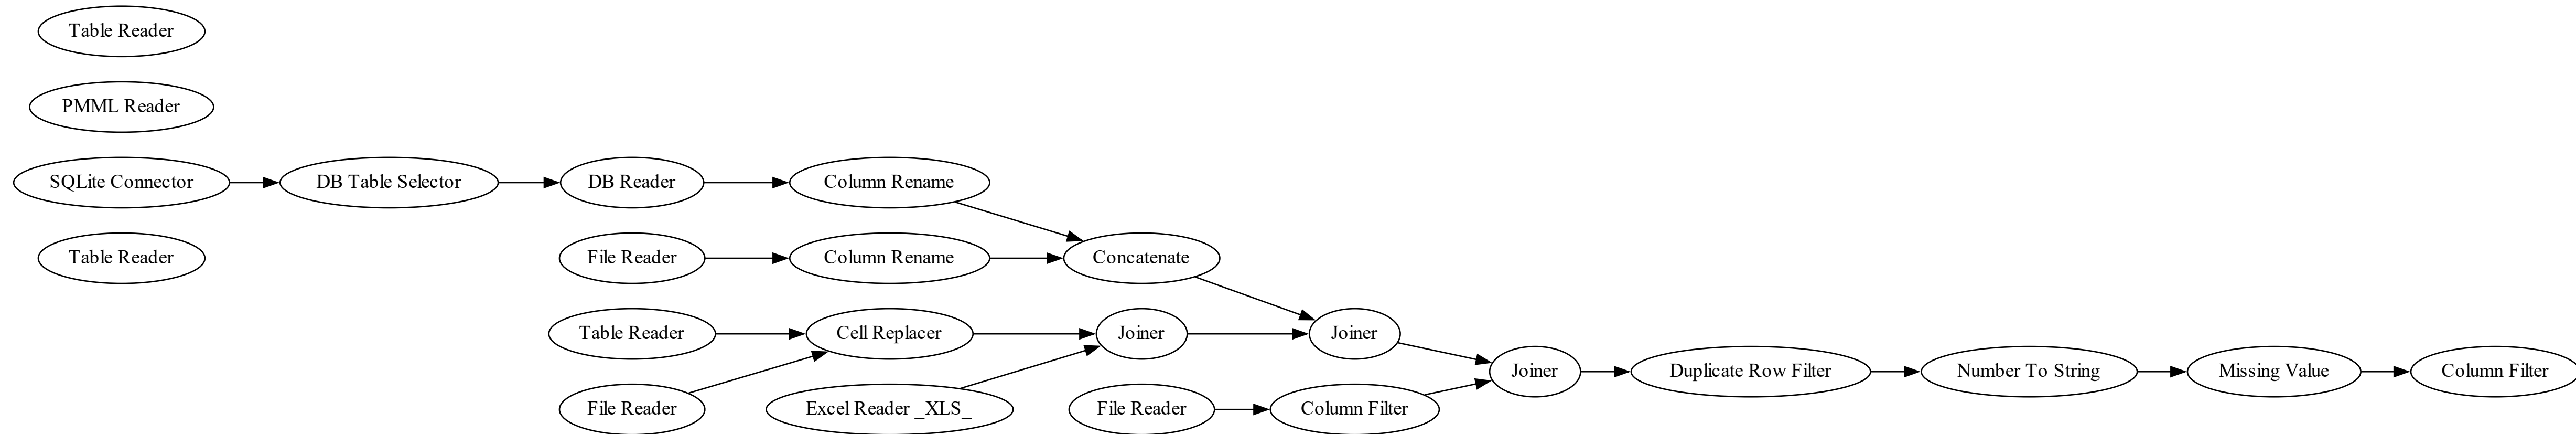 Table Reader
PMML Reader
SQLite Connector
DB Table Selector
DB Reader
Column Rename
Table Reader
File Reader
Column Rename
Concatenate
Table Reader
Cell Replacer
Joiner
Joiner
File Reader
Excel Reader _XLS_
File Reader
Column Filter
Joiner
Duplicate Row Filter
Number To String
Missing Value
Column Filter